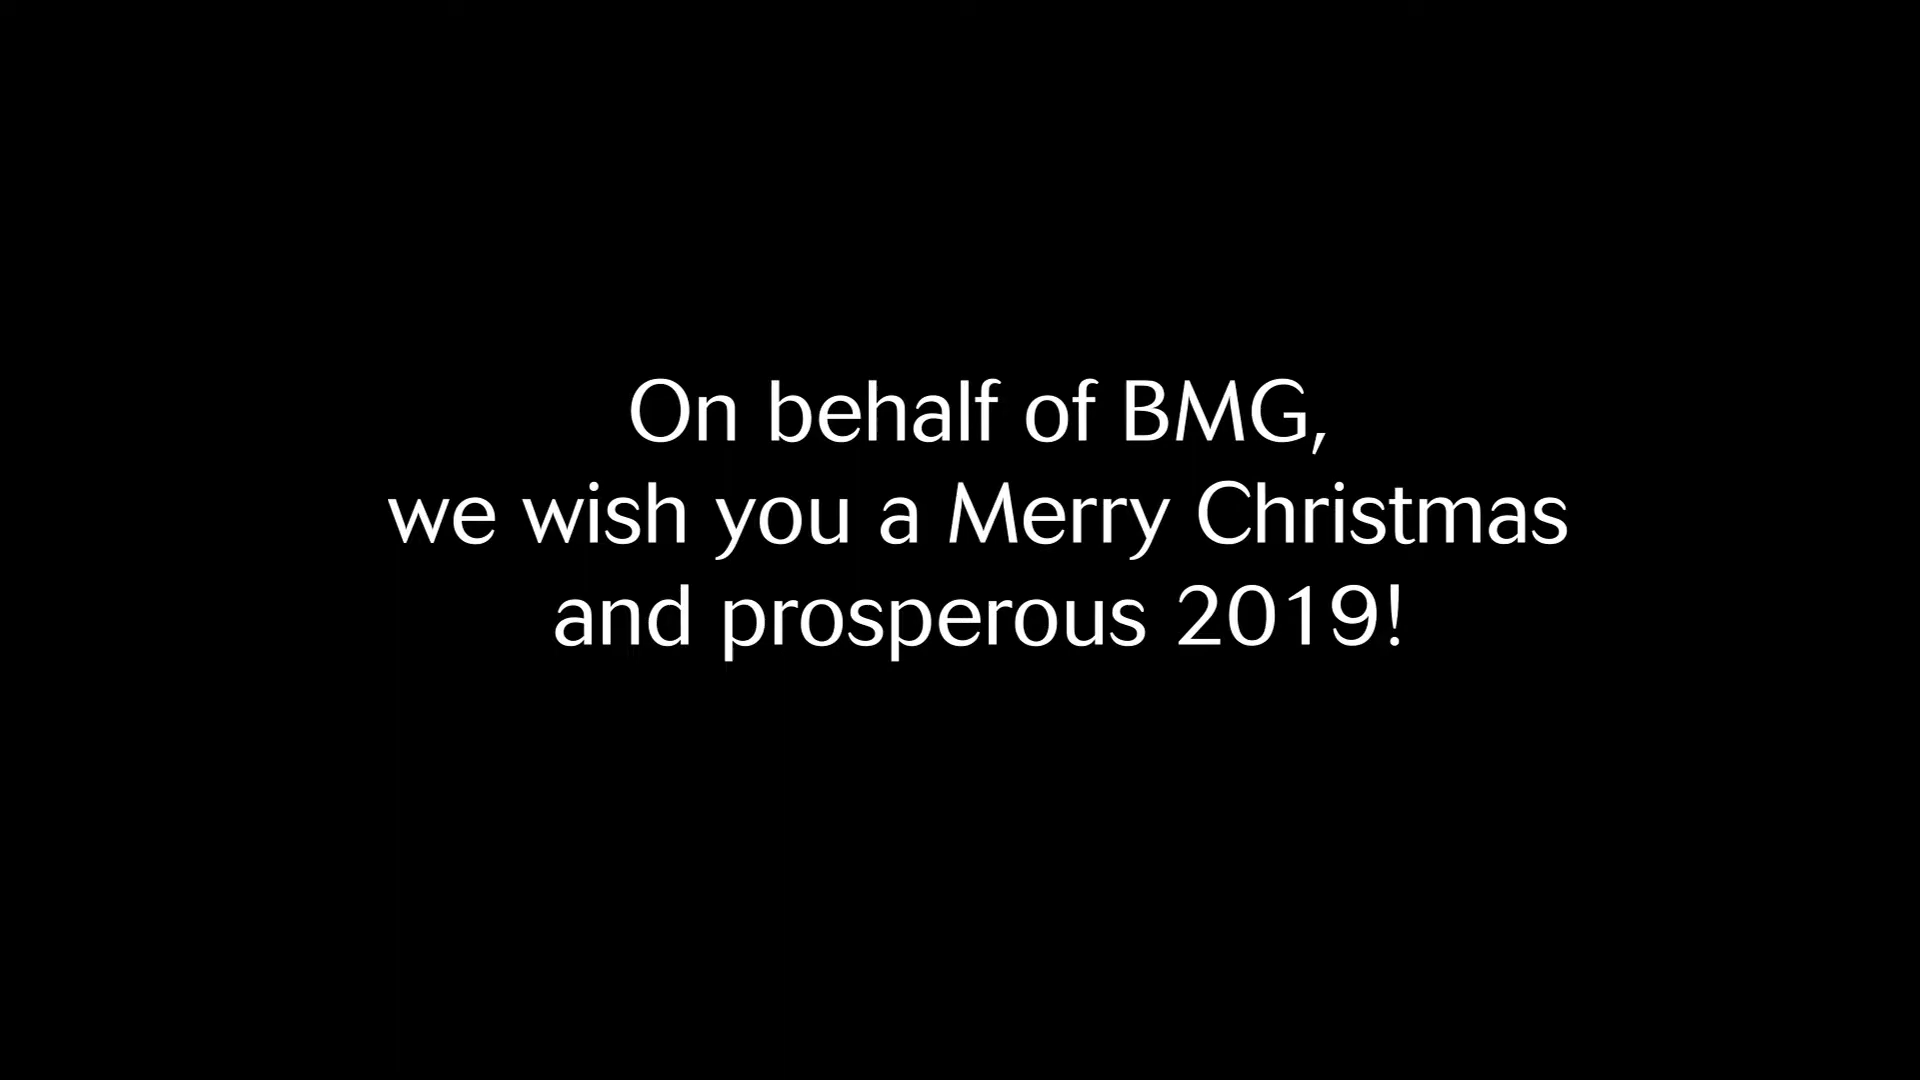 On behalf of BMG,
we wish you a Merry Christmas
and prosperous 2019!